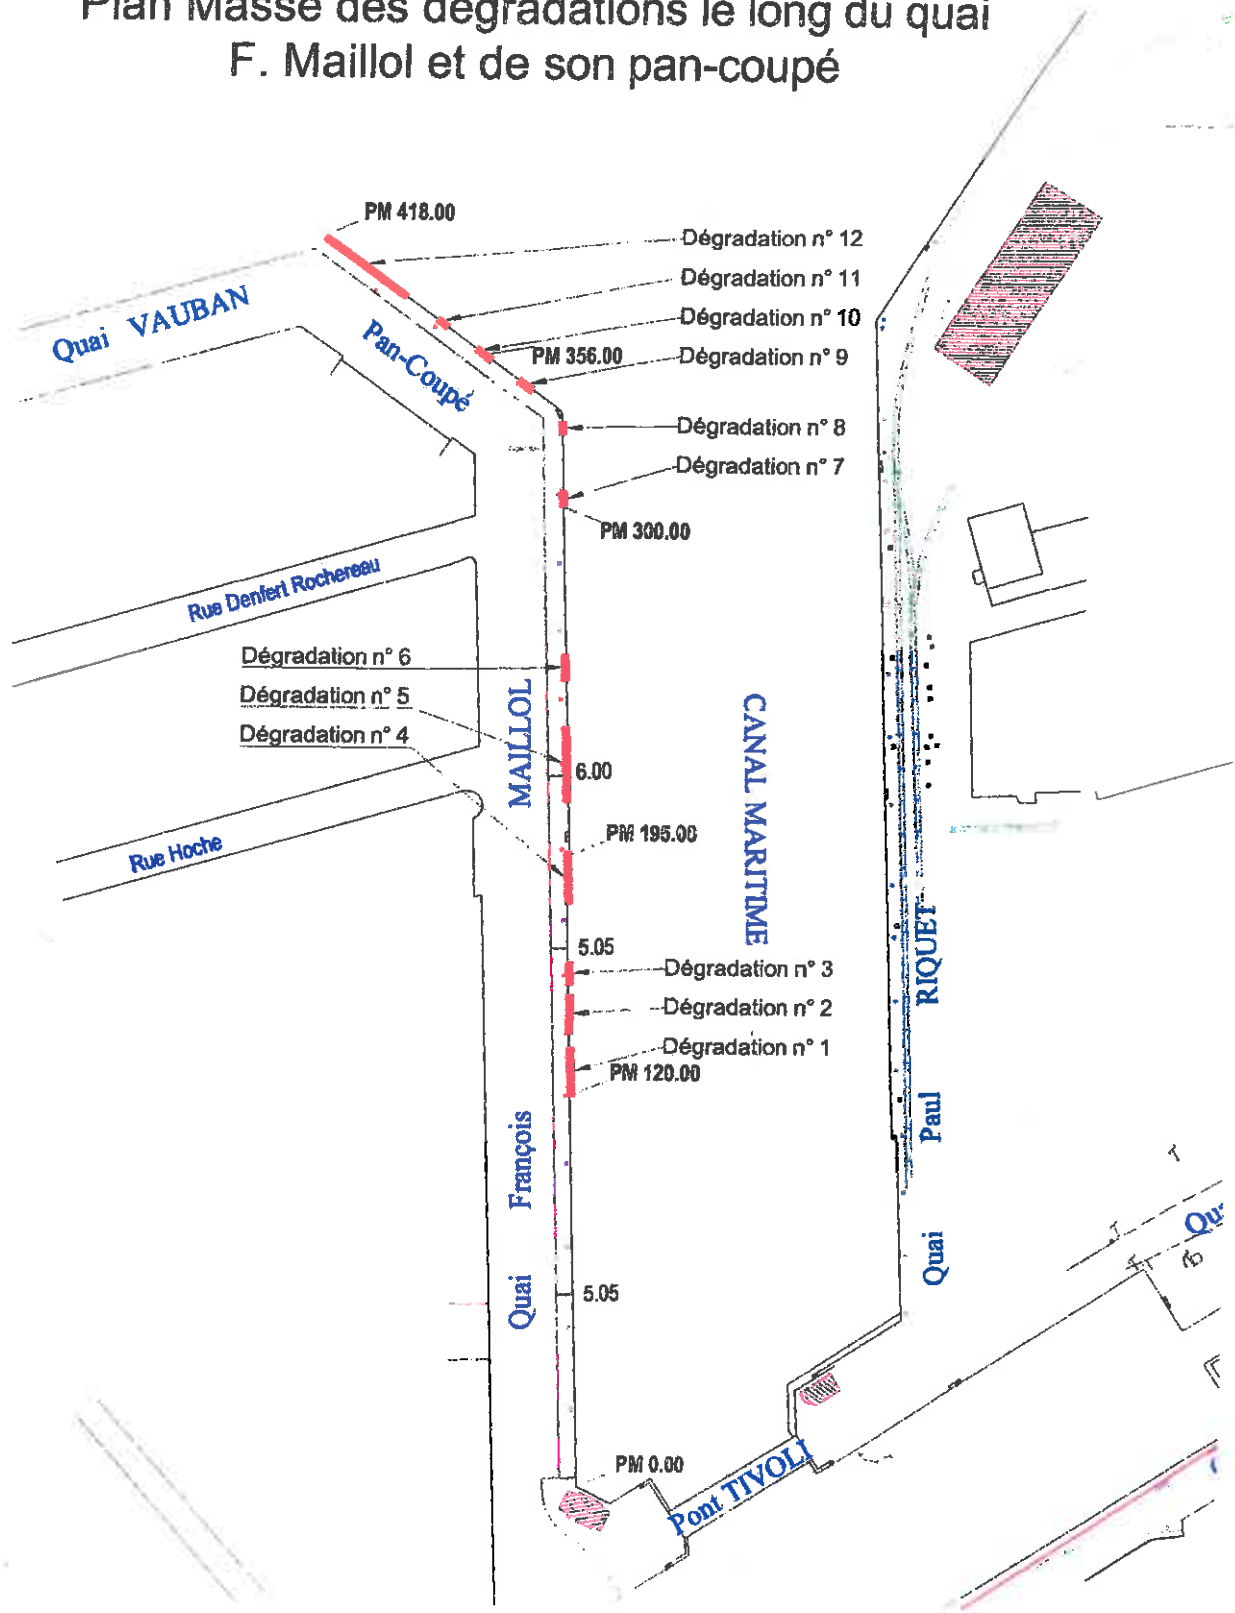 Plan Masse des dégradations le long du quai
F. Maillol et de son pan-coupé
PM 418.00
Dégradation n° 12
Dégradation n° 11
Quai VAUBAN
Dégradation n° 10
Pan-Coupé
PM 356.00
Dégradation n° 9
Dégradation n° 8
Dégradation n° 7
PM 300.00
Rue Denfert Rochereau
Dégradation n° 6
Dégradation n° 5
Dégradation n° 4
6.00
PM 195.00
Rue Hoche
CANAL MARITIME
5.05
Dégradation n° 3
Dégradation n° 2
Dégradation n° 1
PM 120.00
Quai François MAILLOL
Quai Paul RIQUET
5.05
PM 0.00
Pont TIVOLI